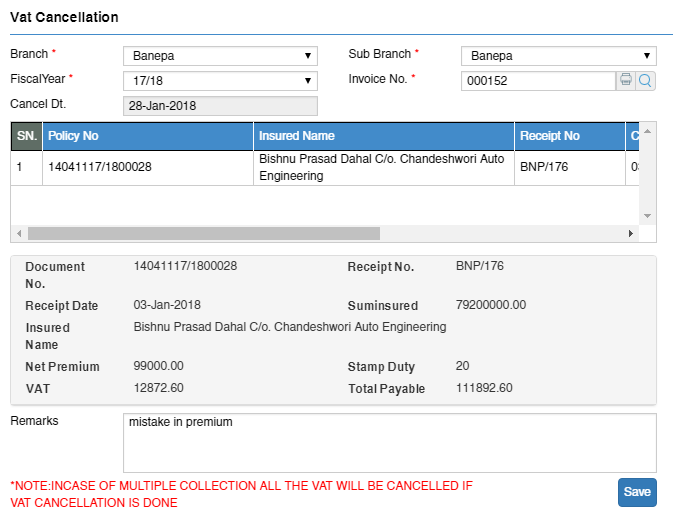 Vat Cancellation
Branch * Banepa Sub Branch * Banepa
FiscalYear * 17/18 Invoice No. * 000152
Cancel Dt. 28-Jan-2018
SN. Policy No Insured Name Receipt No C
1 14041117/1800028 Bishnu Prasad Dahal C/o. Chandeshwori Auto BNP/176 03
Engineering
Document 14041117/1800028 Receipt No. BNP/176
No.
Receipt Date 03-Jan-2018 Suminsured 79200000.00
Insured Bishnu Prasad Dahal C/o. Chandeshwori Auto Engineering
Name
Net Premium 99000.00 Stamp Duty 20
VAT 12872.60 Total Payable 111892.60
Remarks mistake in premium
*NOTE:INCASE OF MULTIPLE COLLECTION ALL THE VAT WILL BE CANCELLED IF Save
VAT CANCELLATION IS DONE